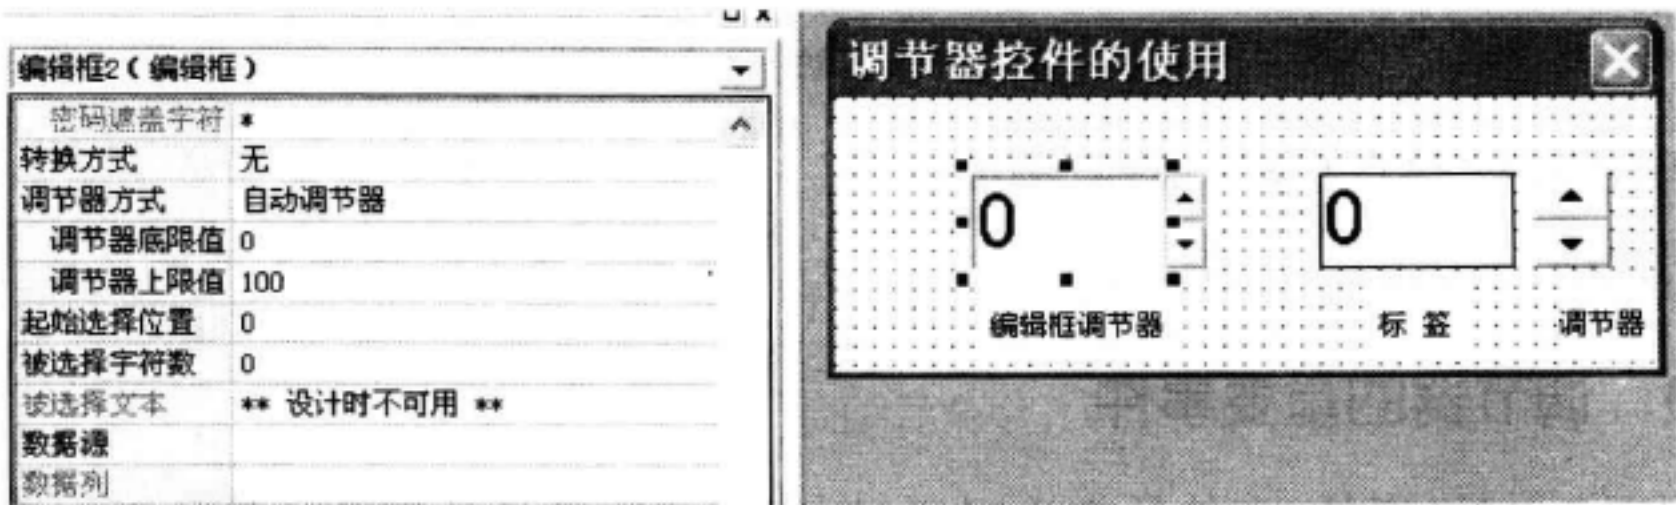 编辑框2（编辑框）
密码遮盖字符 *
转换方式 无
调节器方式 自动调节器
调节器底限值 0
调节器上限值 100
起始选择位置 0
被选择字符数 0
被选择文本 ** 设计时不可用 **
数据源
数据列
调节器控件的使用
0 0
编辑框调节器 标 签 调节器